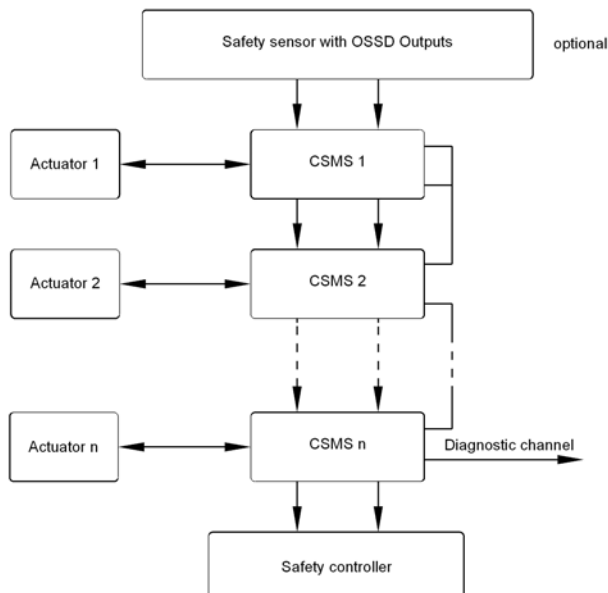 Safety sensor with OSSD Outputs
optional
Actuator 1
CSMS 1
Actuator 2
CSMS 2
Actuator n
CSMS n
Diagnostic channel
Safety controller